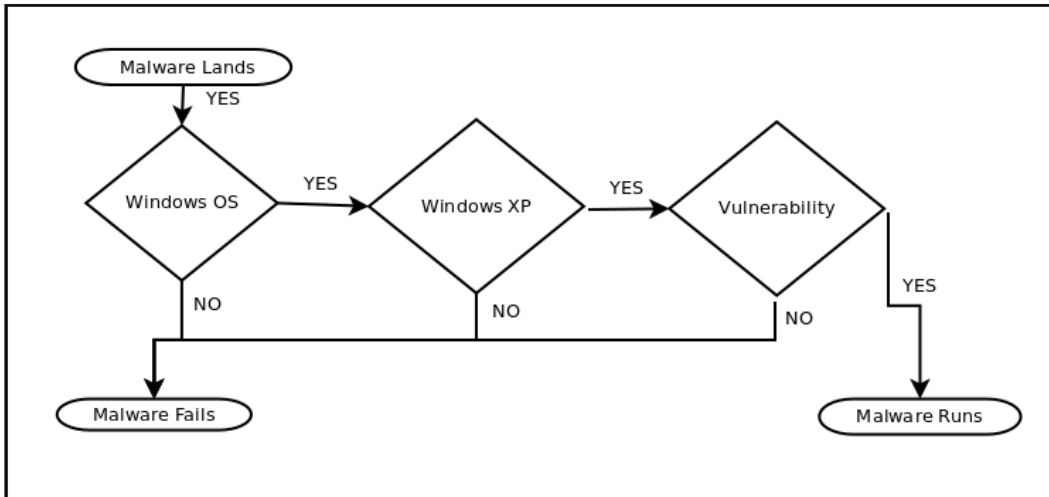 Malware Lands
YES
Windows OS
YES
Windows XP
YES
Vulnerability
NO
NO
NO
YES
Malware Fails
Malware Runs